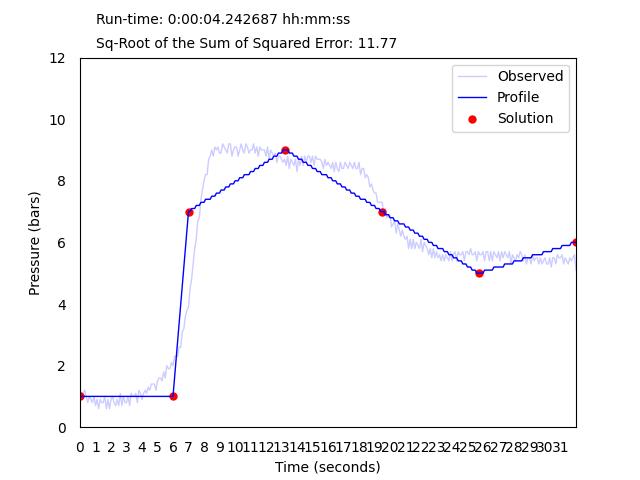 Run-time: 0:00:04.242687 hh:mm:ss
Sq-Root of the Sum of Squared Error: 11.77
12
10
8
6
4
2
0
Pressure (bars)
Observed
Profile
Solution
0 1 2 3 4 5 6 7 8 9 10 11 12 13 14 15 16 17 18 19 20 21 22 23 24 25 26 27 28 29 30 31
Time (seconds)